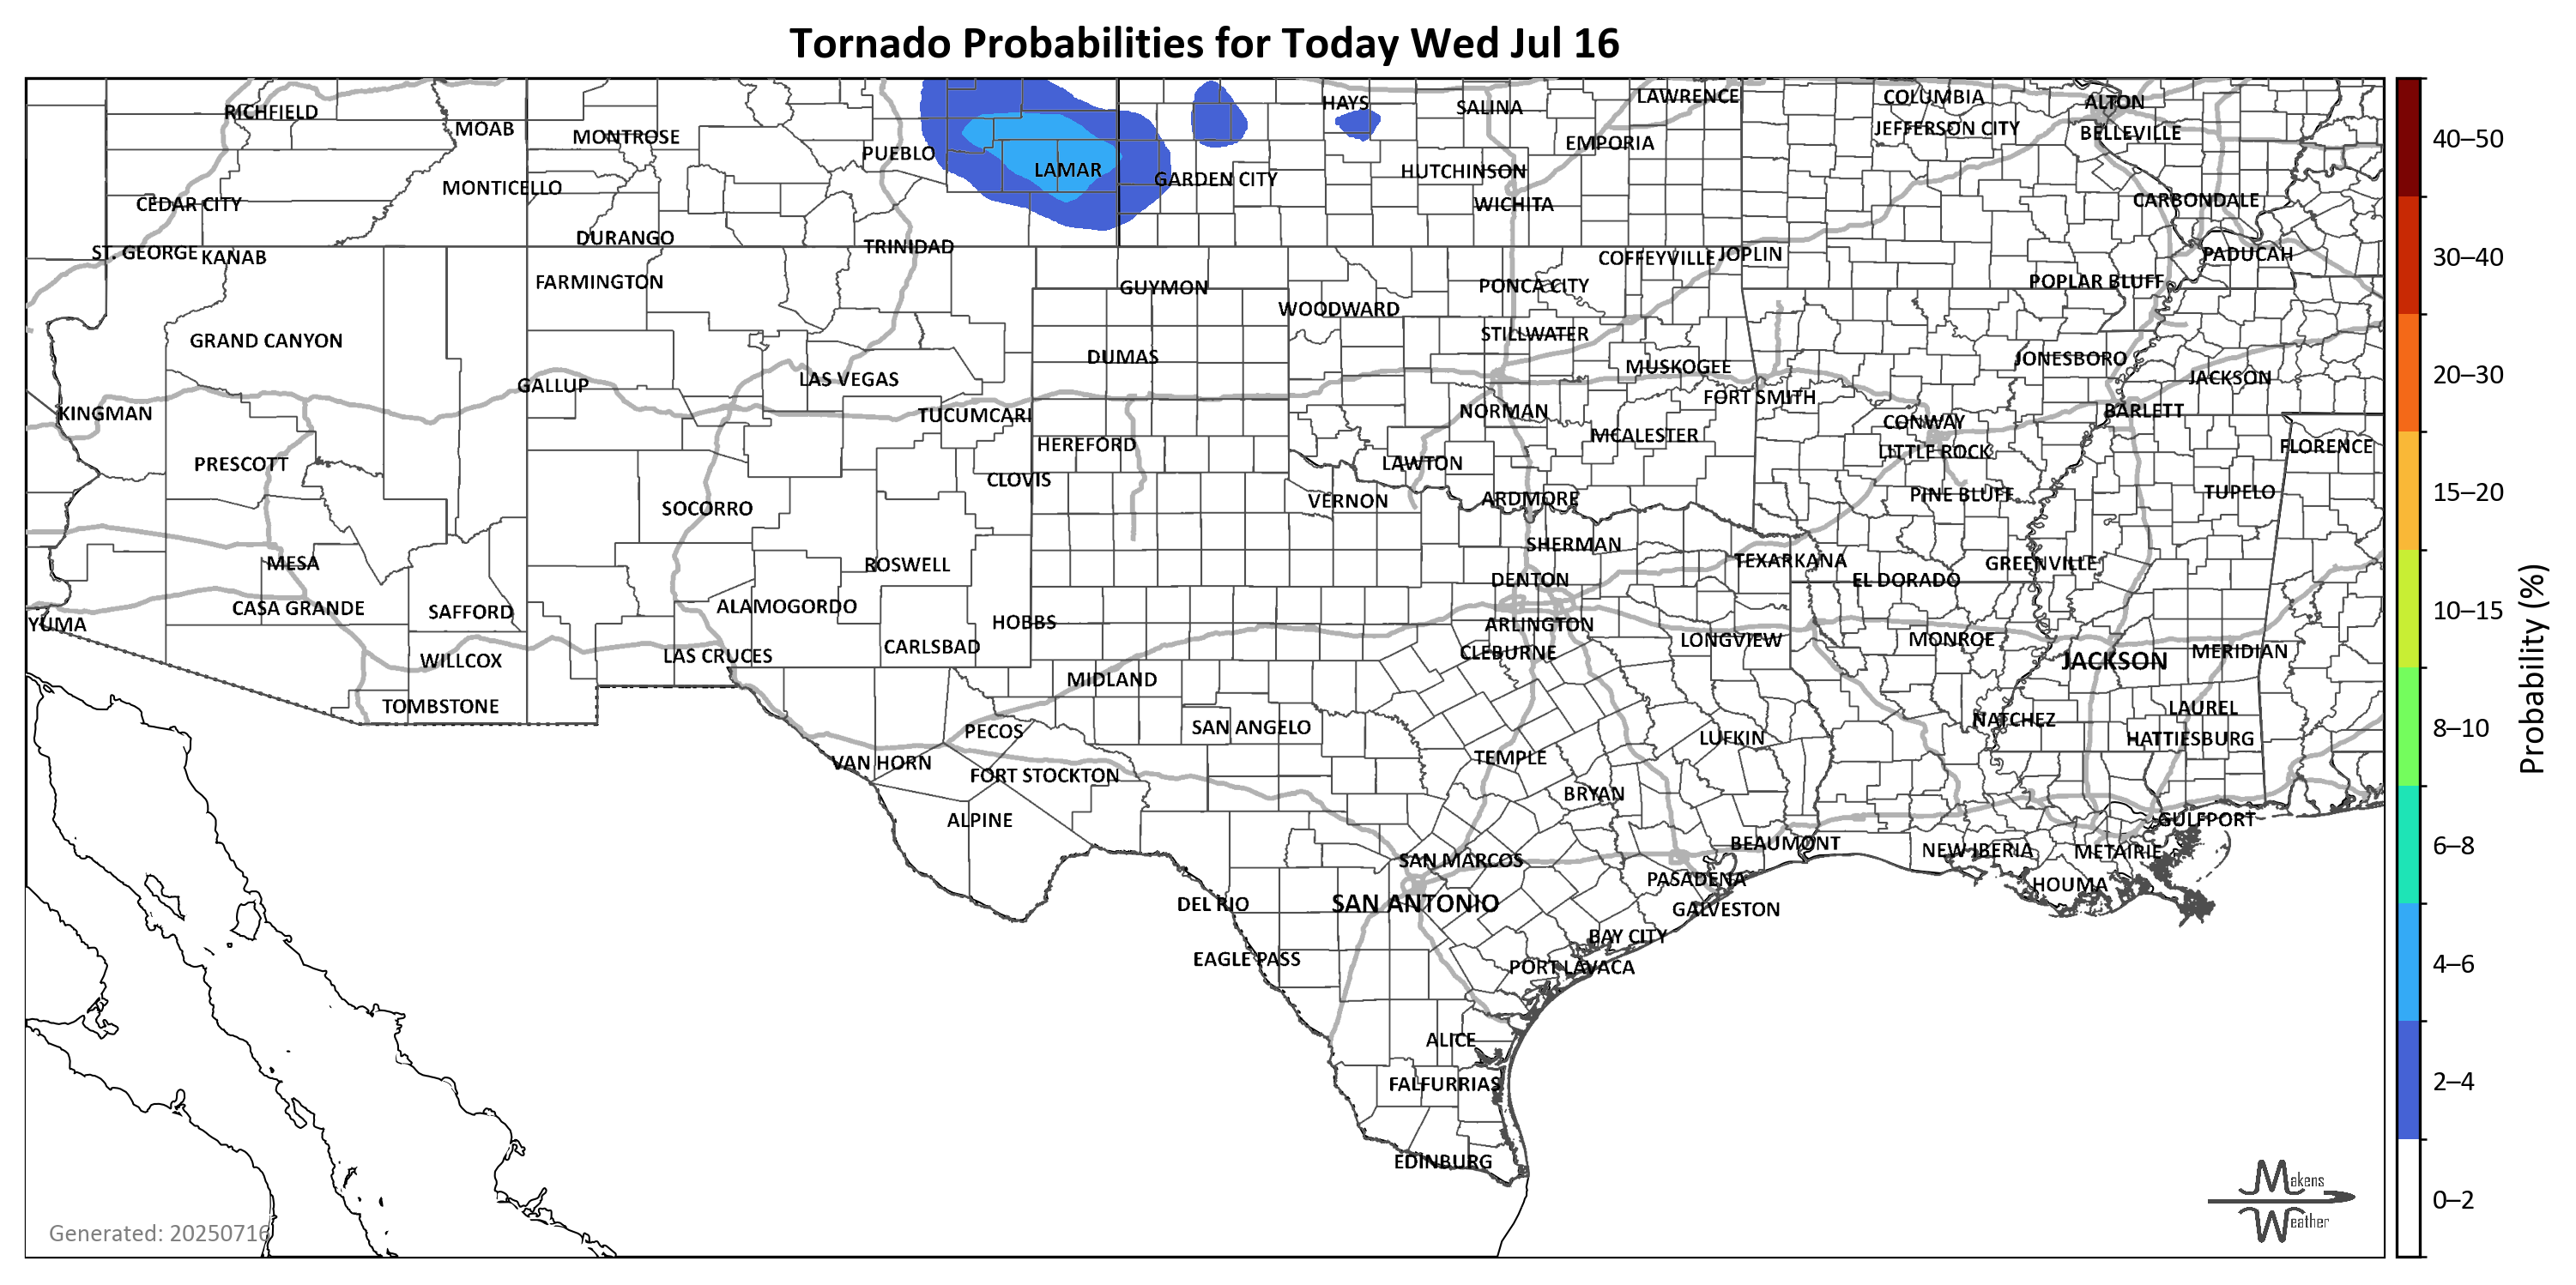 Tornado Probabilities for Today Wed Jul 16
RICHFIELD
MOAB
MONTROSE
PUEBLO
LAMAR
GARDEN CITY
HAYS
SALINA
LAWRENCE
EMPORIA
HUTCHINSON
WICHITA
COLUMBIA
JEFFERSON CITY
ALTON
BELLEVILLE
CARBONDALE
CEDAR CITY
MONTICELLO
ST. GEORGE
KANAB
DURANGO
TRINIDAD
COFFEYVILLE
JOPLIN
PADUCAH
POPLAR BLUFF
FARMINGTON
GUYMON
WOODWARD
PONCA CITY
STILLWATER
GRAND CANYON
DUMAS
MUSKOGEE
JONESBORO
JACKSON
GALLUP
LAS VEGAS
KINGMAN
TUCUMCARI
NORMAN
FORT SMITH
CONWAY
BARLETT
HEREFORD
MCALESTER
LITTLE ROCK
FLORENCE
PRESCOTT
CLOVIS
LAWTON
VERNON
ARDMORE
PINE BLUFF
TUPELO
SOCORRO
SHERMAN
MESA
ROSWELL
TEXARKANA
GREENVILLE
DENTON
EL DORADO
CASA GRANDE
SAFFORD
ALAMOGORDO
YUMA
HOBBS
ARLINGTON
CARLSBAD
CLEBURNE
LONGVIEW
MONROE
WILLCOX
LAS CRUCES
JACKSON
MERIDIAN
MIDLAND
TOMBSTONE
SAN ANGELO
NATCHEZ
LAUREL
PECOS
LUFKIN
HATTIESBURG
VAN HORN
FORT STOCKTON
TEMPLE
BRYAN
ALPINE
GULFPORT
BEAUMONT
NEW IBERIA
METAIRIE
SAN MARCOS
PASADENA
HOUMA
DEL RIO
SAN ANTONIO
GALVESTON
BAY CITY
EAGLE PASS
PORT LAVACA
ALICE
FALFURRIAS
EDINBURG
Generated: 20250716
Makens
Weather
40–50
30–40
20–30
15–20
10–15
8–10
6–8
4–6
2–4
0–2
Probability (%)